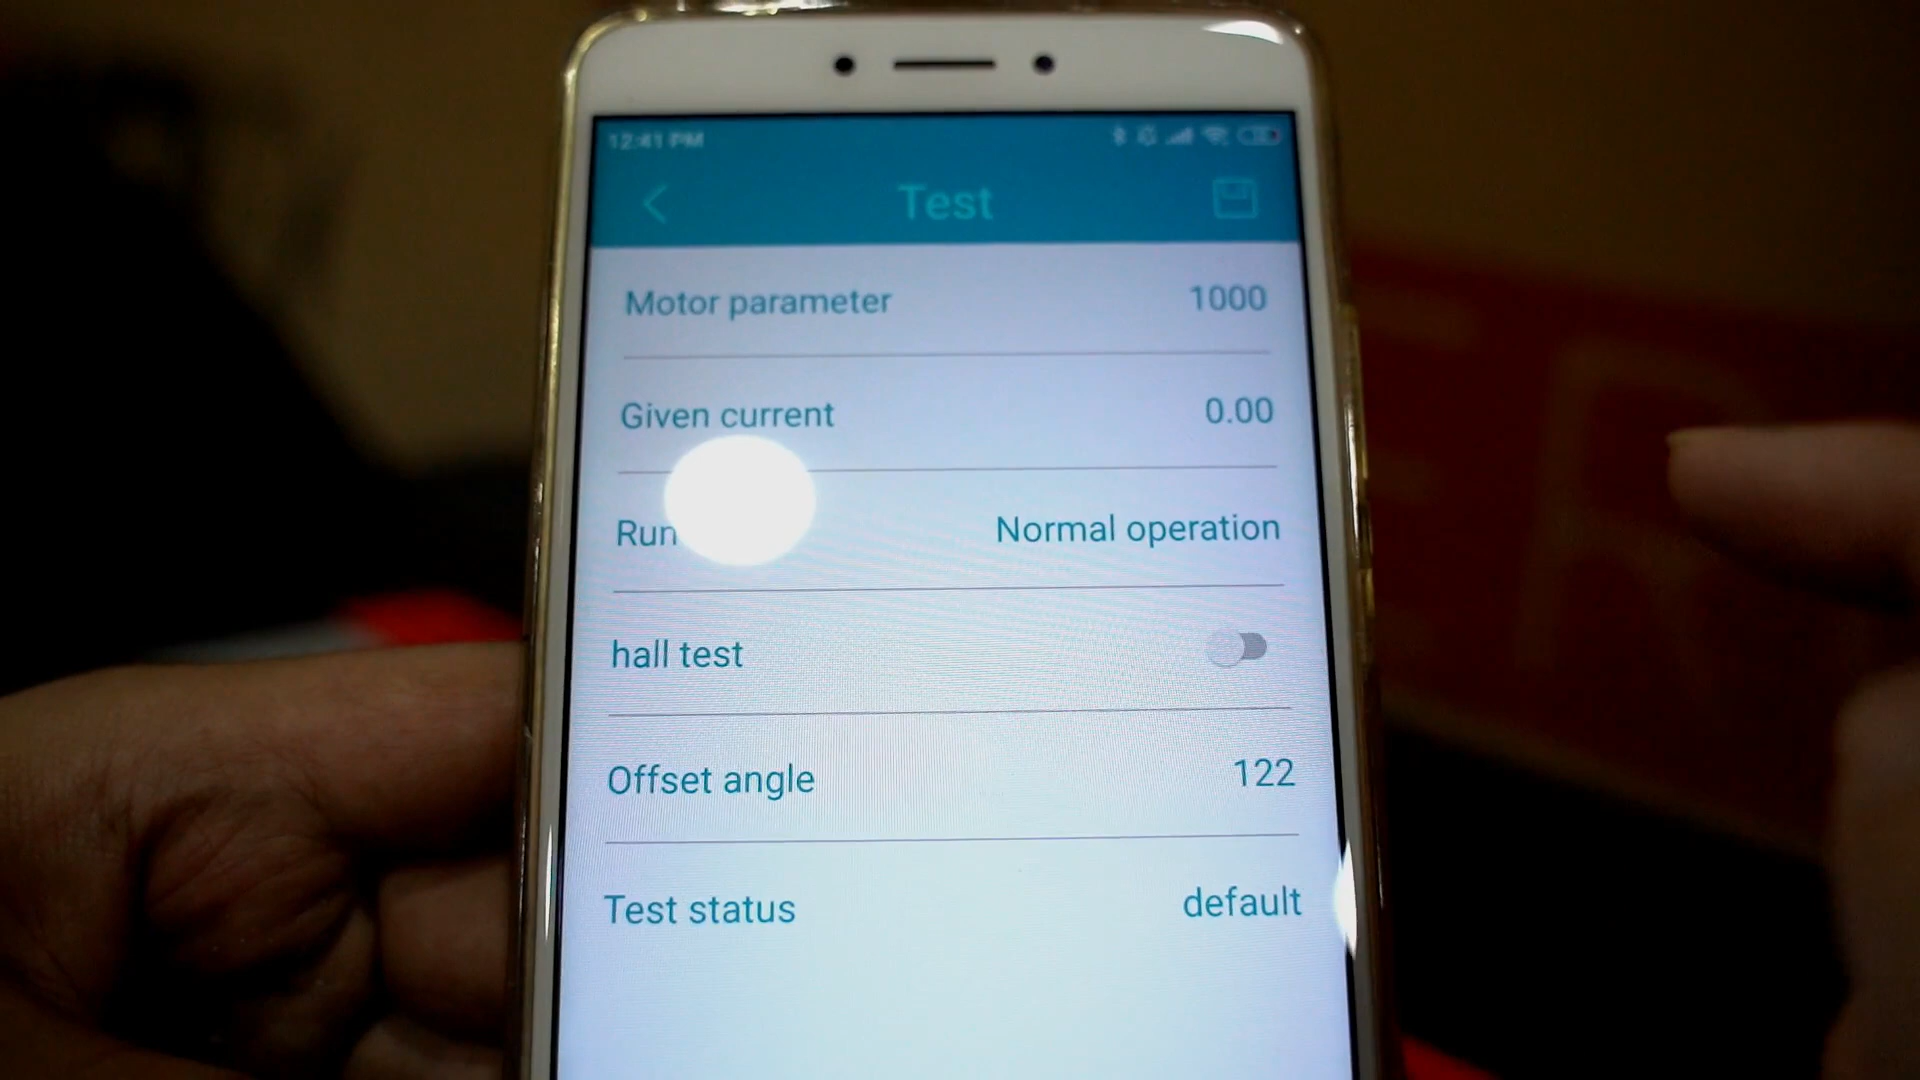 12:41 PM
Test
Motor parameter 1000
Given current 0.00
Run Normal operation
hall test
Offset angle 122
Test status default